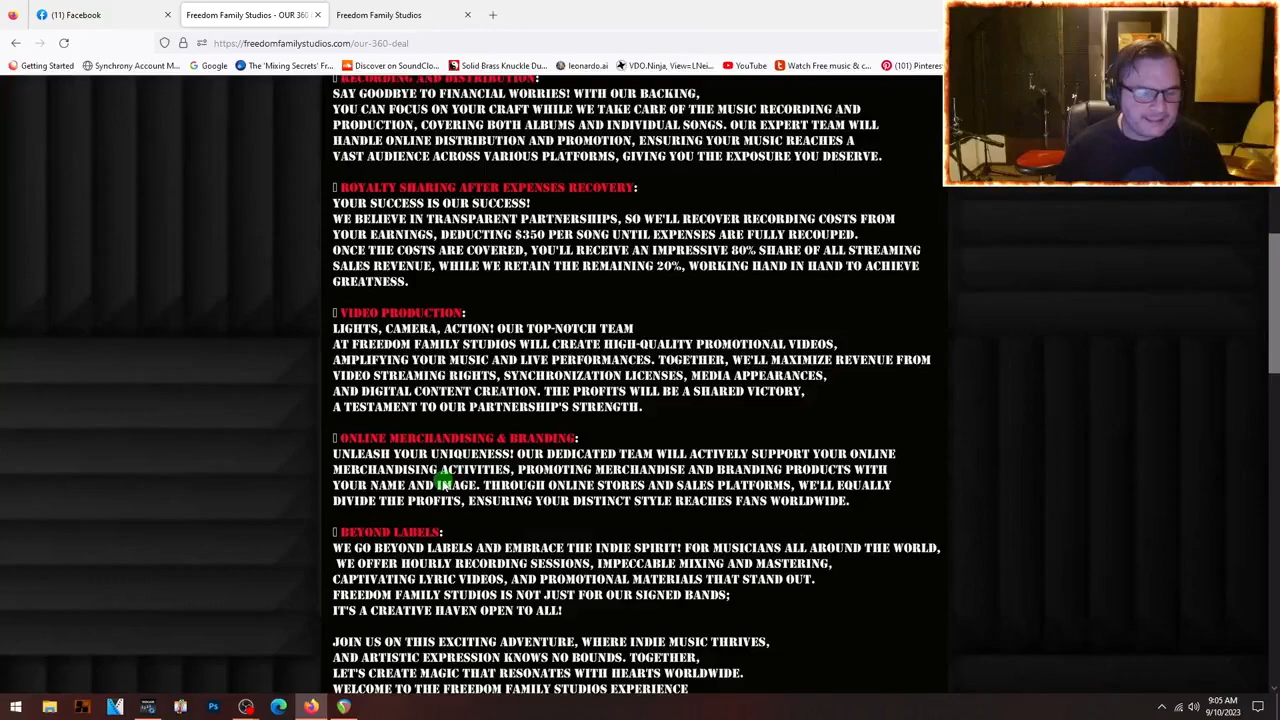 (11) Facebook
Freedom Family Studios - OUR 360
Freedom Family Studios
https://freedomfamilystudios.com/our-360-deal
Getting Started
Synchrony Account M...
Google
The 'Mixing Secrets' Fr...
Discover on SoundClo...
Solid Brass Knuckle Du...
leonardo.ai
VDO.Ninja, View=LNei...
YouTube
Watch Free music & c...
(101) Pinteres
RECORDING AND DISTRIBUTION:
SAY GOODBYE TO FINANCIAL WORRIES! WITH OUR BACKING,
YOU CAN FOCUS ON YOUR CRAFT WHILE WE TAKE CARE OF THE MUSIC RECORDING AND
PRODUCTION, COVERING BOTH ALBUMS AND INDIVIDUAL SONGS. OUR EXPERT TEAM WILL
HANDLE ONLINE DISTRIBUTION AND PROMOTION, ENSURING YOUR MUSIC REACHES A
VAST AUDIENCE ACROSS VARIOUS PLATFORMS, GIVING YOU THE EXPOSURE YOU DESERVE.
ROYALTY SHARING AFTER EXPENSES RECOVERY:
YOUR SUCCESS IS OUR SUCCESS!
WE BELIEVE IN TRANSPARENT PARTNERSHIPS, SO WE'LL RECOVER RECORDING COSTS FROM
YOUR EARNINGS, DEDUCTING $350 PER SONG UNTIL EXPENSES ARE FULLY RECOUPED.
ONCE THE COSTS ARE COVERED, YOU'LL RECEIVE AN IMPRESSIVE 80% SHARE OF ALL STREAMING
SALES REVENUE, WHILE WE RETAIN THE REMAINING 20%, WORKING HAND IN HAND TO ACHIEVE
GREATNESS.
VIDEO PRODUCTION:
LIGHTS, CAMERA, ACTION! OUR TOP-NOTCH TEAM
AT FREEDOM FAMILY STUDIOS WILL CREATE HIGH-QUALITY PROMOTIONAL VIDEOS,
AMPLIFYING YOUR MUSIC AND LIVE PERFORMANCES. TOGETHER, WE'LL MAXIMIZE REVENUE FROM
VIDEO STREAMING RIGHTS, SYNCHRONIZATION LICENSES, MEDIA APPEARANCES,
AND DIGITAL CONTENT CREATION. THE PROFITS WILL BE A SHARED VICTORY,
A TESTAMENT TO OUR PARTNERSHIP'S STRENGTH.
ONLINE MERCHANDISING & BRANDING:
UNLEASH YOUR UNIQUENESS! OUR DEDICATED TEAM WILL ACTIVELY SUPPORT YOUR ONLINE
MERCHANDISING ACTIVITIES, PROMOTING MERCHANDISE AND BRANDING PRODUCTS WITH
YOUR NAME AND IMAGE. THROUGH ONLINE STORES AND SALES PLATFORMS, WE'LL EQUALLY
DIVIDE THE PROFITS, ENSURING YOUR DISTINCT STYLE REACHES FANS WORLDWIDE.
BEYOND LABELS:
WE GO BEYOND LABELS AND EMBRACE THE INDIE SPIRIT! FOR MUSICIANS ALL AROUND THE WORLD,
WE OFFER HOURLY RECORDING SESSIONS, IMPECCABLE MIXING AND MASTERING,
CAPTIVATING LYRIC VIDEOS, AND PROMOTIONAL MATERIALS THAT STAND OUT.
FREEDOM FAMILY STUDIOS IS NOT JUST FOR OUR SIGNED BANDS;
IT'S A CREATIVE HAVEN OPEN TO ALL!
JOIN US ON THIS EXCITING ADVENTURE, WHERE INDIE MUSIC THRIVES,
AND ARTISTIC EXPRESSION KNOWS NO BOUNDS. TOGETHER,
LET'S CREATE MAGIC THAT RESONATES WITH HEARTS WORLDWIDE.
WELCOME TO THE FREEDOM FAMILY STUDIOS EXPERIENCE
9:05 AM
9/10/2023